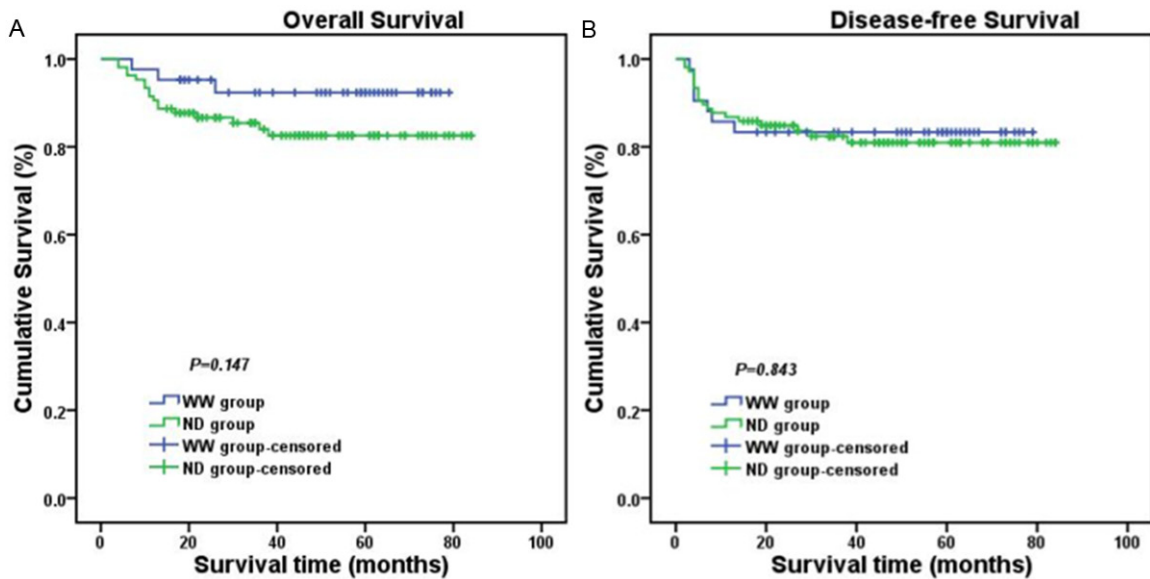 A
Overall Survival
Cumulative Survival (%)
1.0
0.8
0.6
0.4
0.2
0.0
P=0.147
WW group
ND group
WW group-censored
ND group-censored
0 20 40 60 80 100
Survival time (months)
B
Disease-free Survival
Cumulative Survival (%)
1.0
0.8
0.6
0.4
0.2
0.0
P=0.843
WW group
ND group
WW group-censored
ND group-censored
0 20 40 60 80 100
Survival time (months)